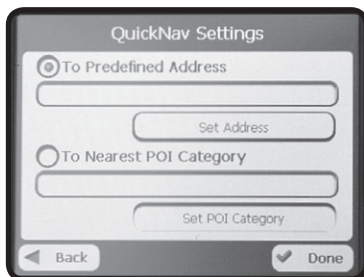 QuickNav Settings
To Predefined Address
Set Address
To Nearest POI Category
Set POI Category
Back
Done